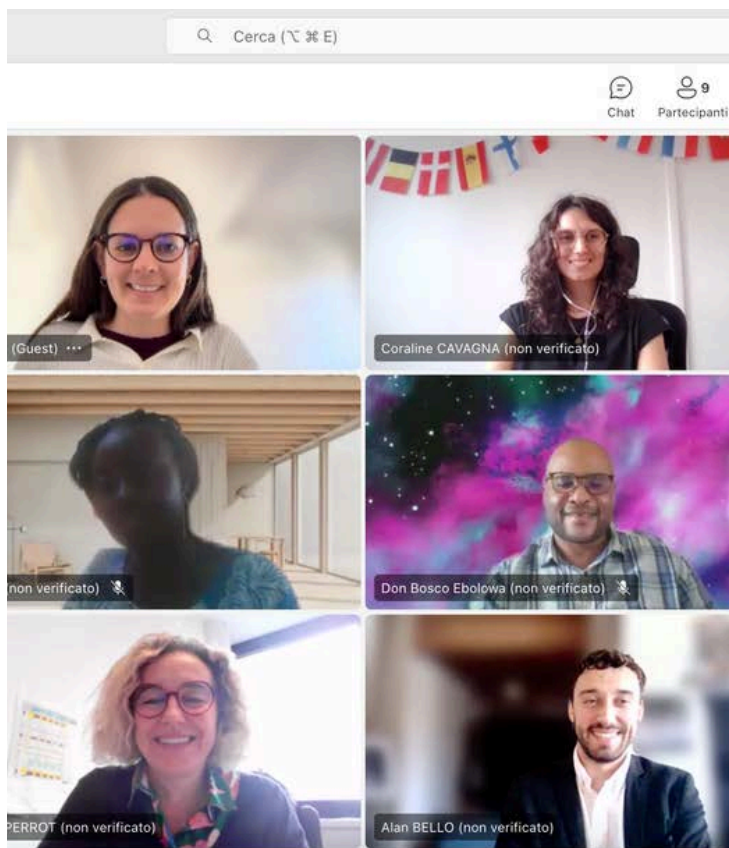 Cerca (⌥ ⌘ E)
9
Chat
Partecipanti
(Guest) •••
Coraline CAVAGNA (non verificato)
(non verificato)
Don Bosco Ebolowa (non verificato)
PERROT (non verificato)
Alan BELLO (non verificato)